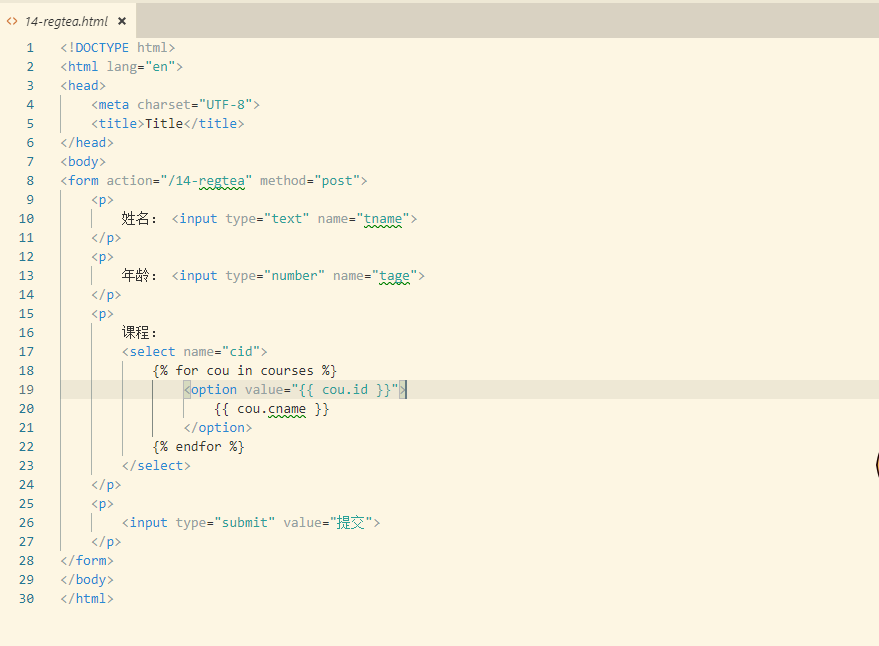 <> 14-regtea.html ×
1 <!DOCTYPE html>
2 <html lang="en">
3 <head>
4     <meta charset="UTF-8">
5     <title>Title</title>
6 </head>
7 <body>
8 <form action="/14-regtea" method="post">
9     <p>
10         姓名： <input type="text" name="tname">
11     </p>
12     <p>
13         年龄： <input type="number" name="tage">
14     </p>
15     <p>
16         课程：
17         <select name="cid">
18             {% for cou in courses %}
19                 <option value="{{ cou.id }}">
20                     {{ cou.cname }}
21                 </option>
22             {% endfor %}
23         </select>
24     </p>
25     <p>
26         <input type="submit" value="提交">
27     </p>
28 </form>
29 </body>
30 </html>